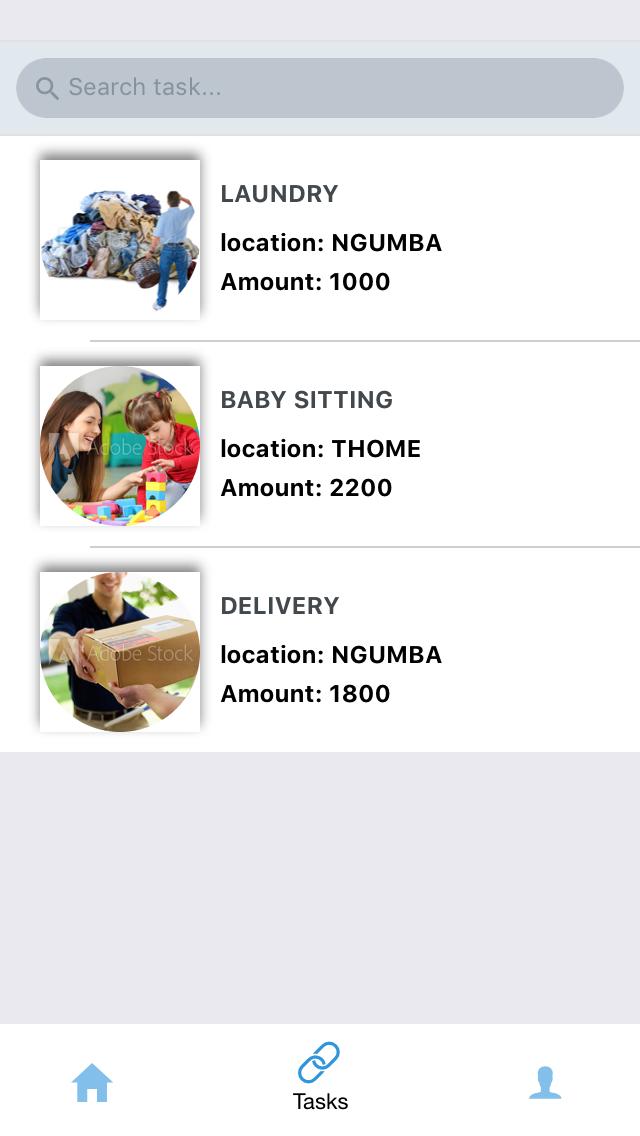 Search task...
LAUNDRY
location: NGUMBA
Amount: 1000
BABY SITTING
Adobe Stock
location: THOME
Amount: 2200
DELIVERY
Adobe Stock
location: NGUMBA
Amount: 1800
Tasks